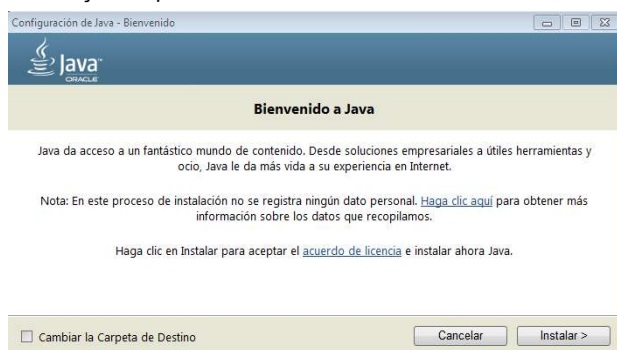 Configuración de Java - Bienvenido
Java
ORACLE
Bienvenido a Java
Java da acceso a un fantástico mundo de contenido. Desde soluciones empresariales a útiles herramientas y
ocio, Java le da más vida a su experiencia en Internet.
Nota: En este proceso de instalación no se registra ningún dato personal. Haga clic aquí para obtener más
información sobre los datos que recopilamos.
Haga clic en Instalar para aceptar el acuerdo de licencia e instalar ahora Java.
Cambiar la Carpeta de Destino
Cancelar
Instalar >